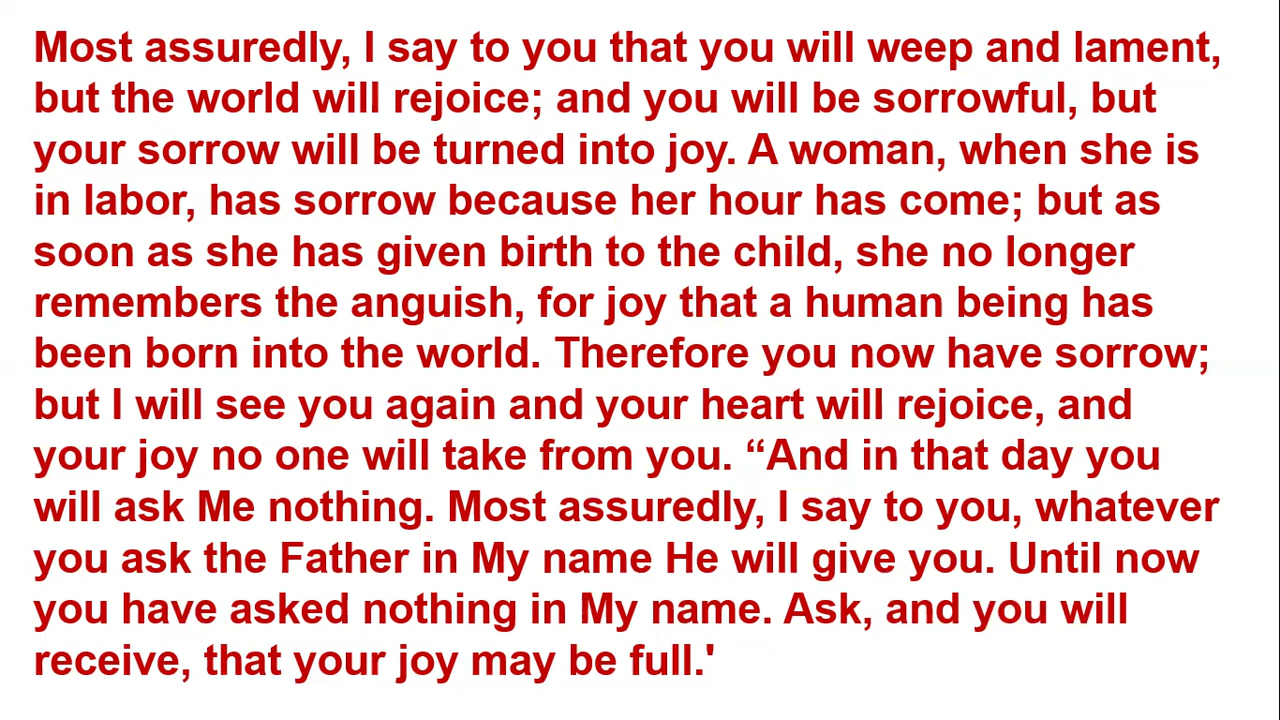 Most assuredly, I say to you that you will weep and lament,
but the world will rejoice; and you will be sorrowful, but
your sorrow will be turned into joy. A woman, when she is
in labor, has sorrow because her hour has come; but as
soon as she has given birth to the child, she no longer
remembers the anguish, for joy that a human being has
been born into the world. Therefore you now have sorrow;
but I will see you again and your heart will rejoice, and
your joy no one will take from you. “And in that day you
will ask Me nothing. Most assuredly, I say to you, whatever
you ask the Father in My name He will give you. Until now
you have asked nothing in My name. Ask, and you will
receive, that your joy may be full.'